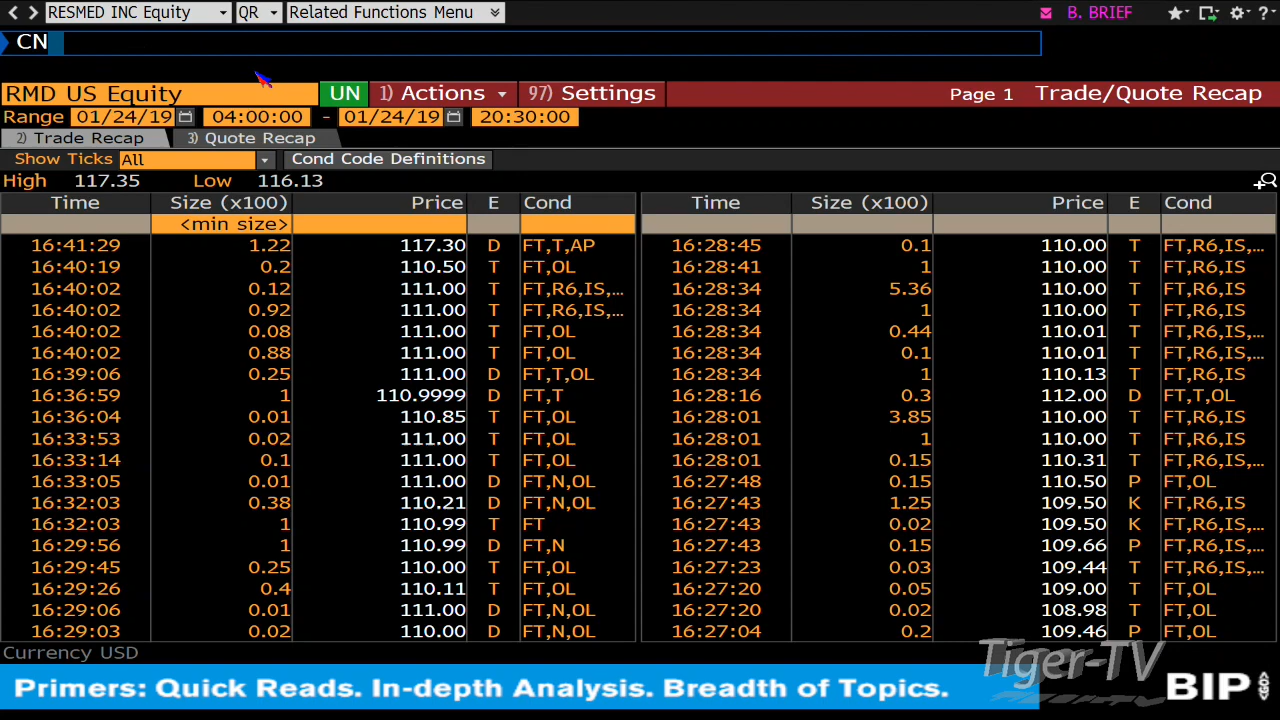 RESMED INC Equity QR Related Functions Menu B. BRIEF ?
CN
RMD US Equity UN 1) Actions 97) Settings Page 1 Trade/Quote Recap
Range 01/24/19 04:00:00 - 01/24/19 20:30:00
2) Trade Recap 3) Quote Recap
Show Ticks All Cond Code Definitions
High 117.35 Low 116.13
Time Size (x100) Price E Cond Time Size (x100) Price E Cond
<min size>
16:41:29 1.22 117.30 D FT,T,AP 16:28:45 0.1 110.00 T FT,R6,IS,...
16:40:19 0.2 110.50 T FT,OL 16:28:41 1 110.00 T FT,R6,IS
16:40:02 0.12 111.00 T FT,R6,IS,... 16:28:34 5.36 110.00 T FT,R6,IS
16:40:02 0.92 111.00 T FT,R6,IS,... 16:28:34 1 110.00 T FT,R6,IS
16:40:02 0.08 111.00 T FT,OL 16:28:34 0.44 110.01 T FT,R6,IS,...
16:40:02 0.88 111.00 T FT,OL 16:28:34 0.1 110.01 T FT,R6,IS,...
16:39:06 0.25 111.00 D FT,T,OL 16:28:34 1 110.13 T FT,R6,IS
16:36:59 1 110.9999 D FT,T 16:28:16 0.3 112.00 D FT,T,OL
16:36:04 0.01 110.85 T FT,OL 16:28:01 3.85 110.00 T FT,R6,IS
16:33:53 0.02 111.00 T FT,OL 16:28:01 1 110.00 T FT,R6,IS
16:33:14 0.1 111.00 T FT,OL 16:28:01 0.15 110.31 T FT,R6,IS,...
16:33:05 0.01 111.00 D FT,N,OL 16:27:48 0.15 110.50 P FT,OL
16:32:03 0.38 110.21 D FT,N,OL 16:27:43 1.25 109.50 K FT,R6,IS
16:32:03 1 110.99 T FT 16:27:43 0.02 109.50 K FT,R6,IS,...
16:29:56 1 110.99 D FT,N 16:27:43 0.15 109.66 P FT,R6,IS,...
16:29:45 0.25 110.00 T FT,OL 16:27:23 0.03 109.44 T FT,R6,IS,...
16:29:26 0.4 110.11 T FT,OL 16:27:20 0.05 109.00 T FT,OL
16:29:06 0.01 111.00 D FT,N,OL 16:27:20 0.02 108.98 T FT,OL
16:29:03 0.02 110.00 D FT,N,OL 16:27:04 0.2 109.46 P FT,OL
Currency USD
Tiger-TV
Primers: Quick Reads. In-depth Analysis. Breadth of Topics. BIP